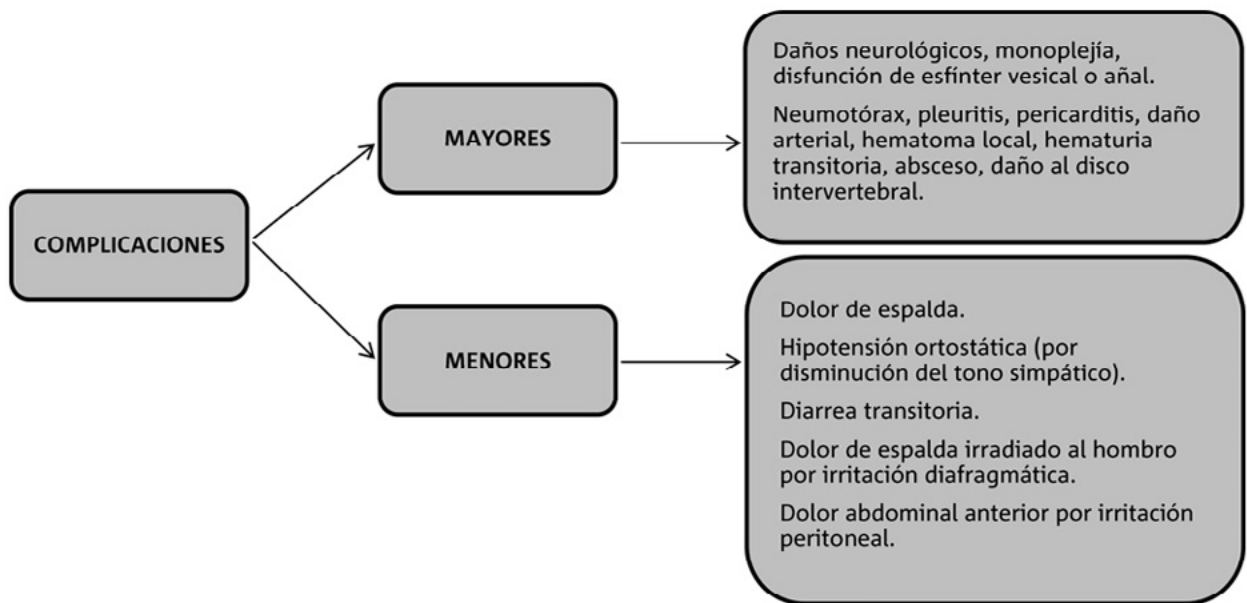 COMPLICACIONES
MAYORES
Daños neurológicos, monoplejía,
disfunción de esfínter vesical o añal.
Neumotórax, pleuritis, pericarditis, daño
arterial, hematoma local, hematuria
transitoria, absceso, daño al disco
intervertebral.
MENORES
Dolor de espalda.
Hipotensión ortostática (por
disminución del tono simpático).
Diarrea transitoria.
Dolor de espalda irradiado al hombro
por irritación diafragmática.
Dolor abdominal anterior por irritación
peritoneal.